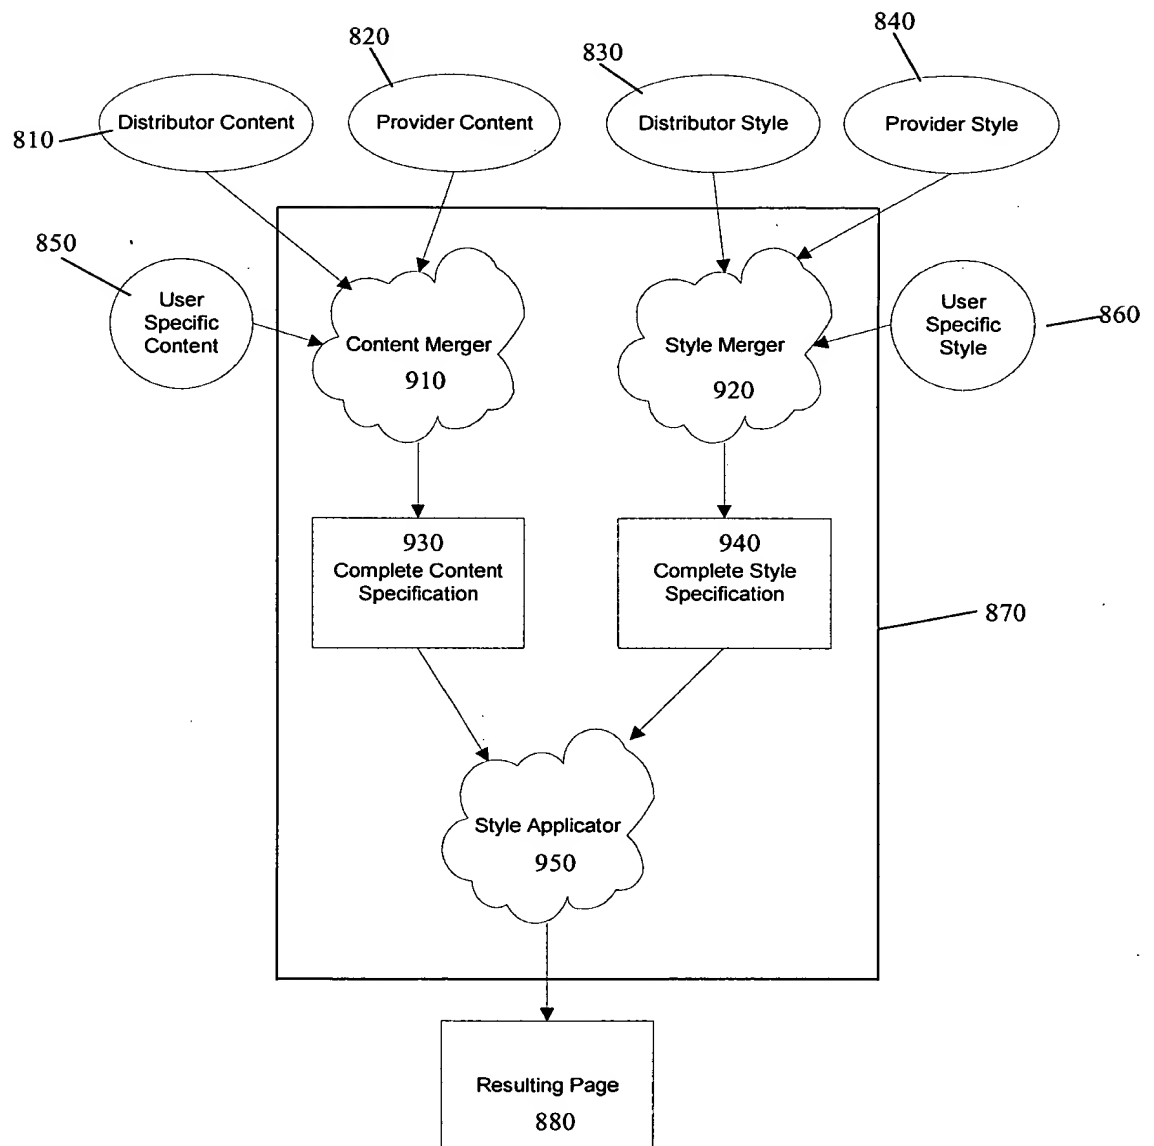 820
830
840
810
Distributor Content
Provider Content
Distributor Style
Provider Style
850
User
Specific
Content
Content Merger
910
Style Merger
920
User
Specific
Style
860
930
Complete Content
Specification
940
Complete Style
Specification
870
Style Applicator
950
Resulting Page
880